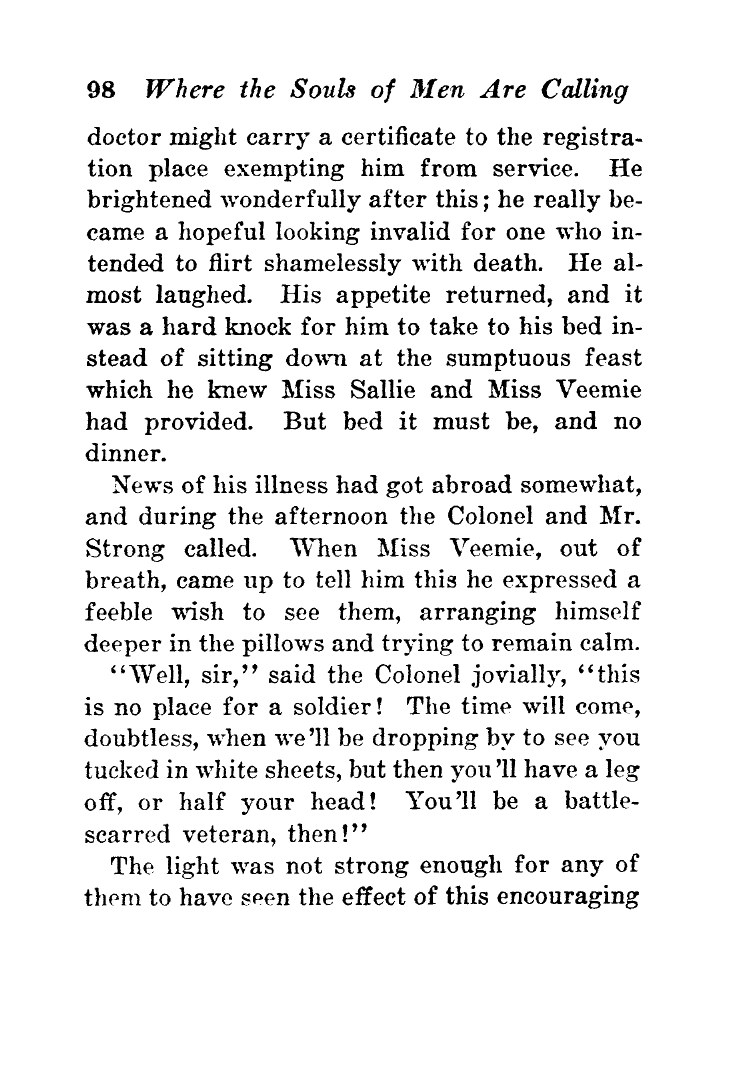 98 Where the Souls of Men Are Calling
doctor might carry a certificate to the registra-
tion place exempting him from service. He
brightened wonderfully after this; he really be-
came a hopeful looking invalid for one who in-
tended to flirt shamelessly with death. He al-
most laughed. His appetite returned, and it
was a hard knock for him to take to his bed in-
stead of sitting down at the sumptuous feast
which he knew Miss Sallie and Miss Veemie
had provided. But bed it must be, and no
dinner.
News of his illness had got abroad somewhat,
and during the afternoon the Colonel and Mr.
Strong called. When Miss Veemie, out of
breath, came up to tell him this he expressed a
feeble wish to see them, arranging himself
deeper in the pillows and trying to remain calm.
“Well, sir,” said the Colonel jovially, “this
is no place for a soldier! The time will come,
doubtless, when we’ll be dropping by to see you
tucked in white sheets, but then you’ll have a leg
off, or half your head! You’ll be a battle-
scarred veteran, then!”
The light was not strong enough for any of
them to have seen the effect of this encouraging